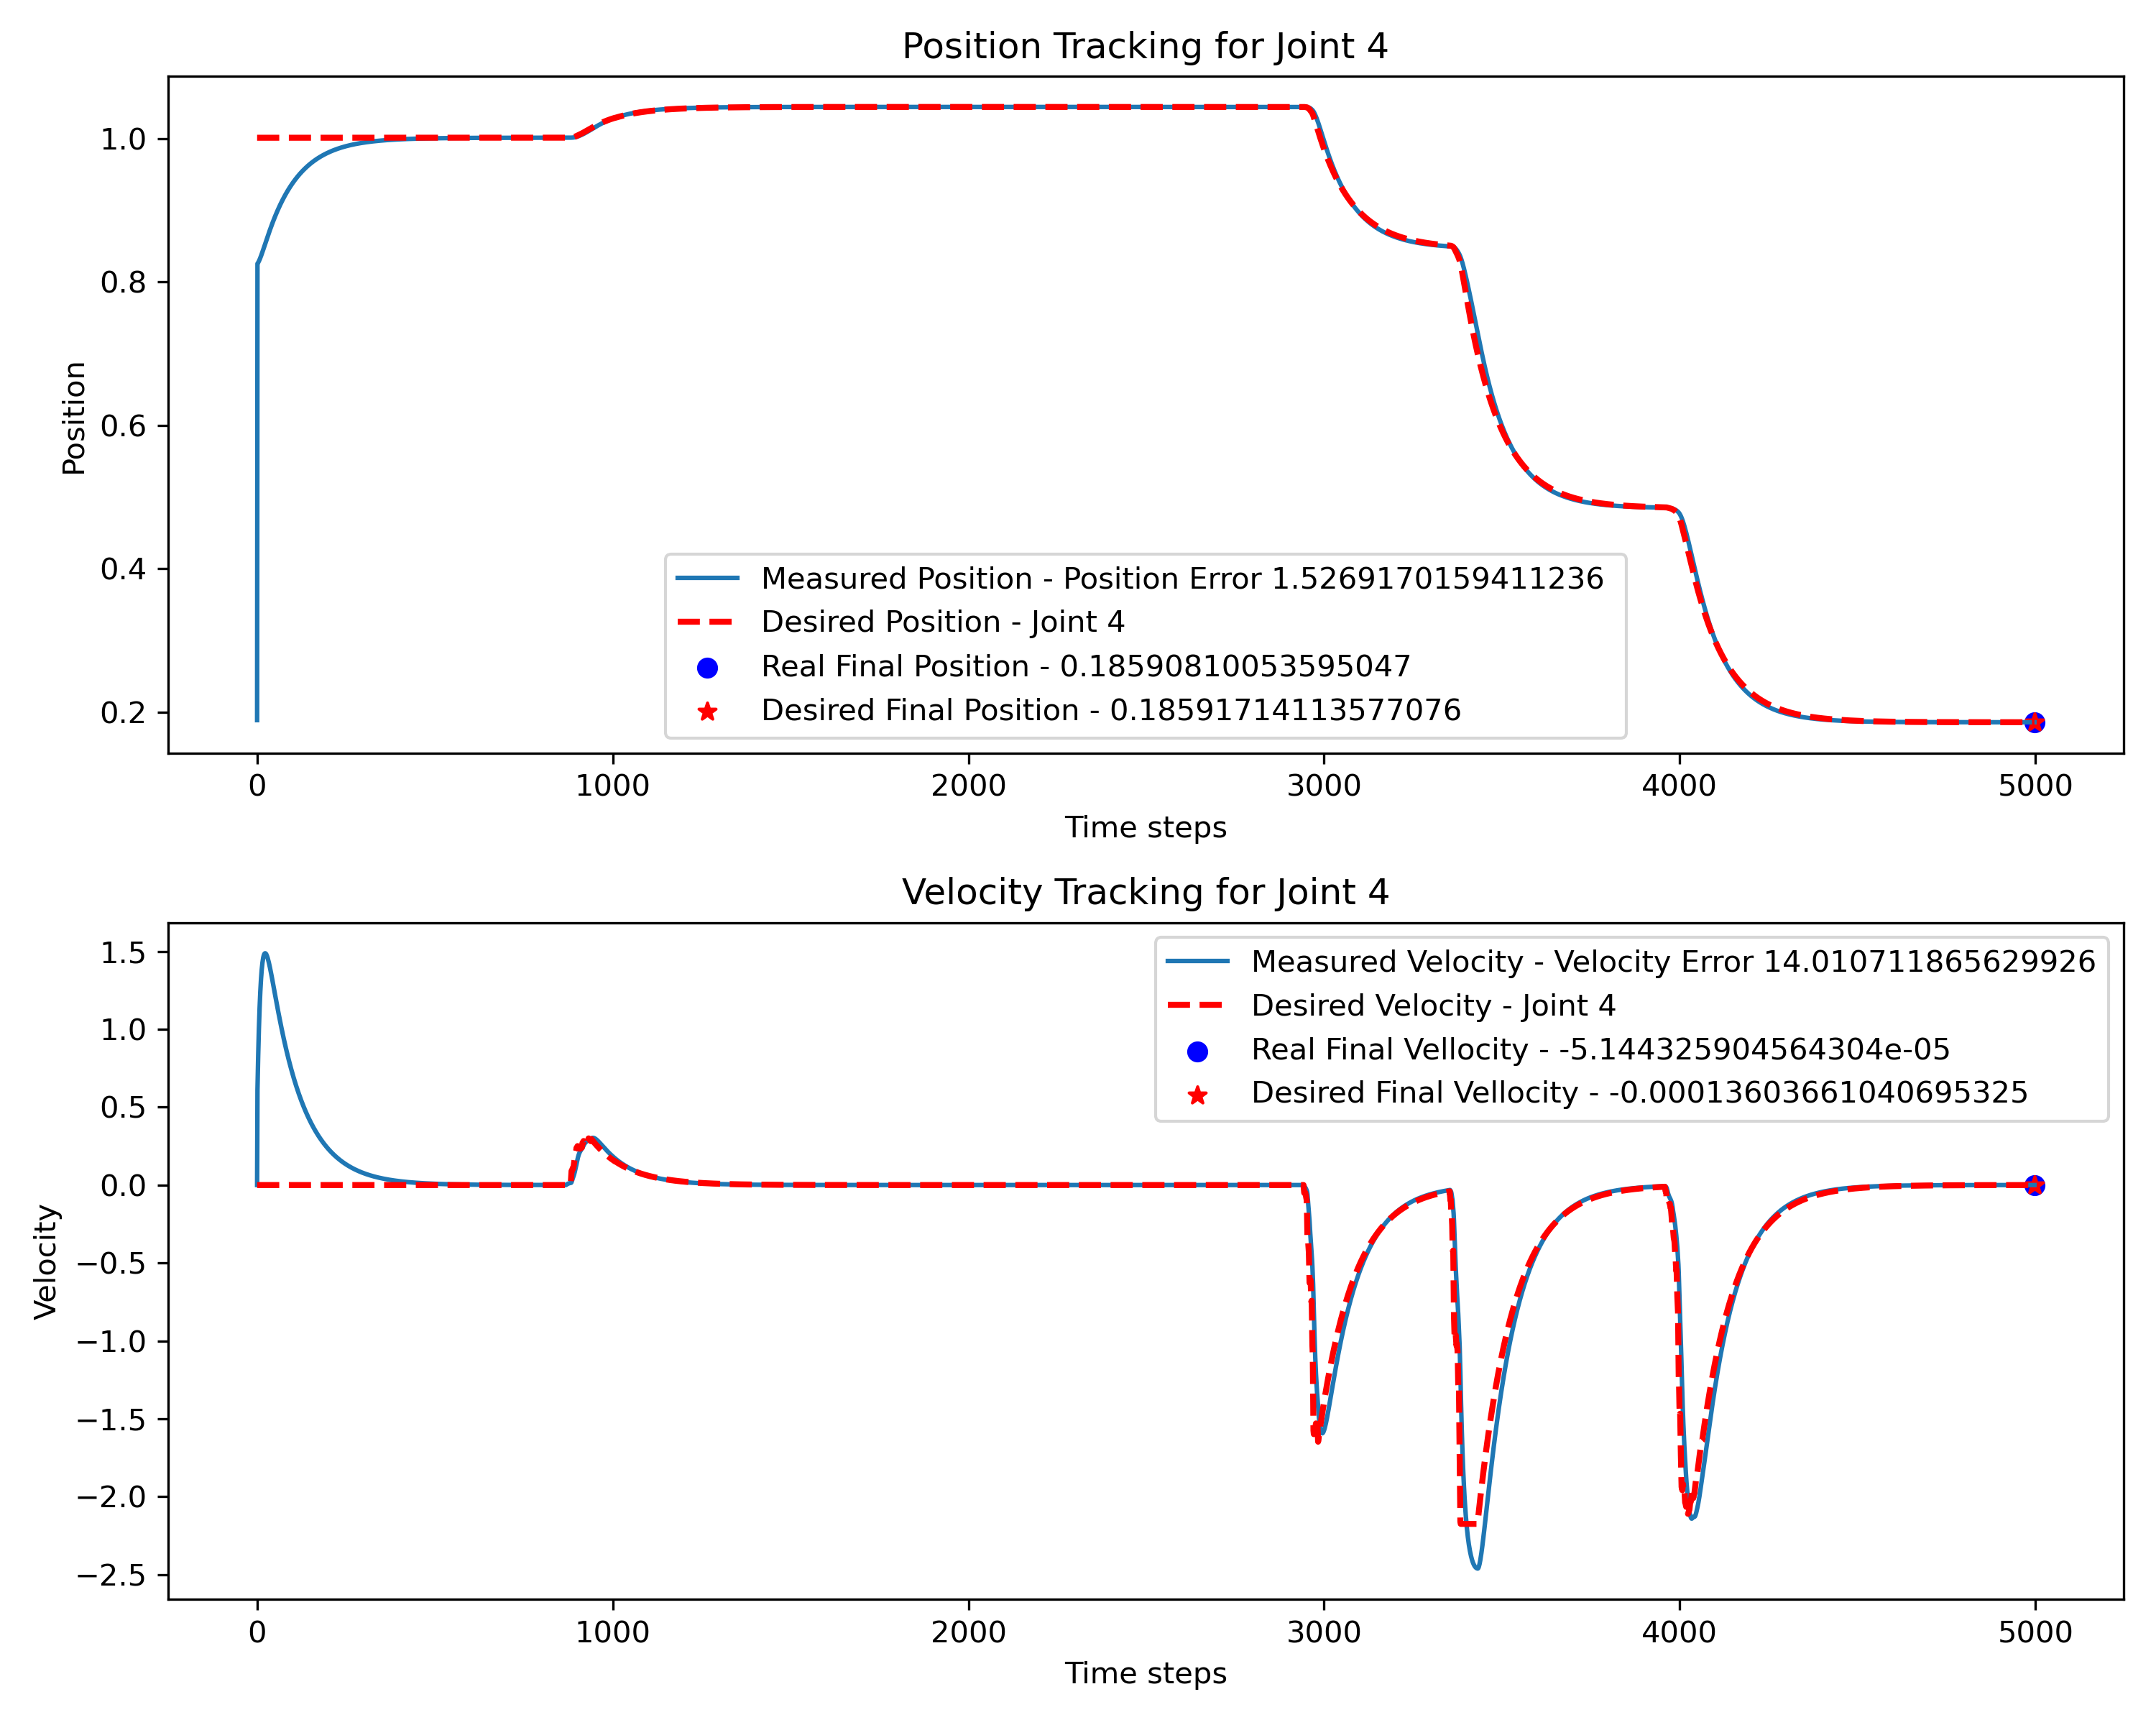 Position Tracking for Joint 4
Position
1.0
0.8
0.6
0.4
0.2
Measured Position - Position Error 1.5269170159411236
Desired Position - Joint 4
Real Final Position - 0.18590810053595047
Desired Final Position - 0.18591714113577076
0 1000 2000 3000 4000 5000
Time steps
Velocity Tracking for Joint 4
Velocity
1.5
1.0
0.5
0.0
−0.5
−1.0
−1.5
−2.0
−2.5
Measured Velocity - Velocity Error 14.010711865629926
Desired Velocity - Joint 4
Real Final Vellocity - -5.144325904564304e-05
Desired Final Vellocity - -0.00013603661040695325
0 1000 2000 3000 4000 5000
Time steps